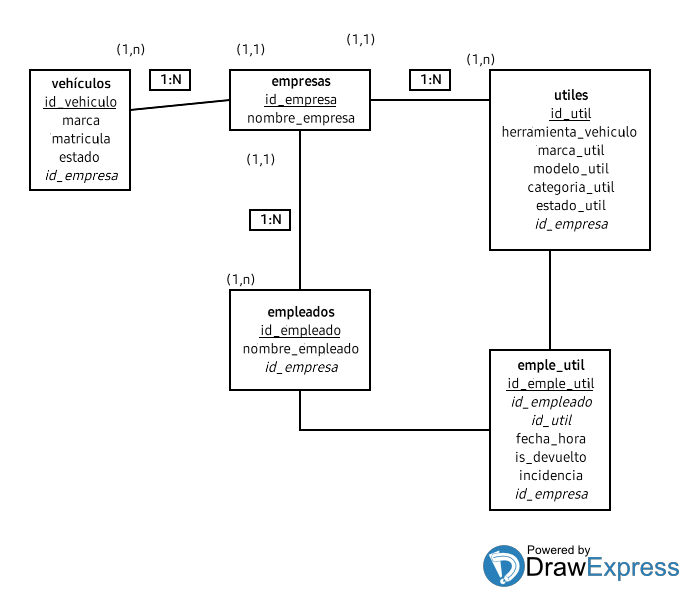 (1,n)
(1,1)
(1,1)
(1,n)
1:N
1:N
vehículos
id_vehiculo
marca
matricula
estado
id_empresa
empresas
id_empresa
nombre_empresa
utiles
id_util
herramienta_vehiculo
marca_util
modelo_util
categoria_util
estado_util
id_empresa
(1,1)
1:N
(1,n)
empleados
id_empleado
nombre_empleado
id_empresa
emple_util
id_emple_util
id_empleado
id_util
fecha_hora
is_devuelto
incidencia
id_empresa
Powered by
DrawExpress